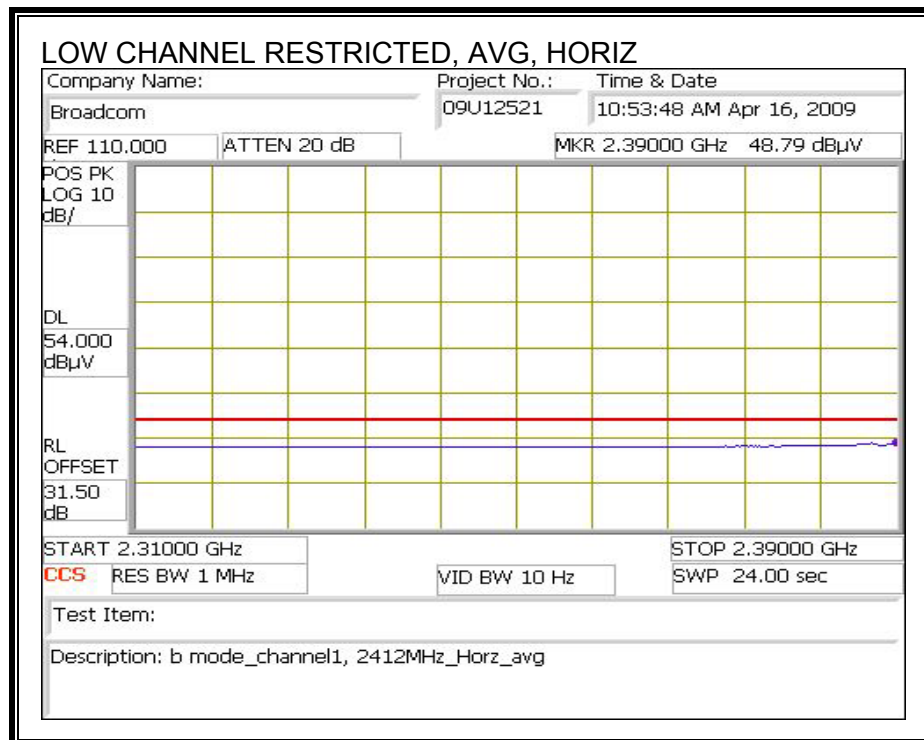 LOW CHANNEL RESTRICTED, AVG, HORIZ
Company Name: Project No.: Time & Date
Broadcom 09U12521 10:53:48 AM Apr 16, 2009
REF 110.000 ATTEN 20 dB MKR 2.39000 GHz 48.79 dBµV
POS PK
LOG 10
dB/
DL
54.000
dBµV
RL
OFFSET
31.50
dB
START 2.31000 GHz STOP 2.39000 GHz
CCS RES BW 1 MHz VID BW 10 Hz SWP 24.00 sec
Test Item:
Description: b mode_channel1, 2412MHz_Horz_avg